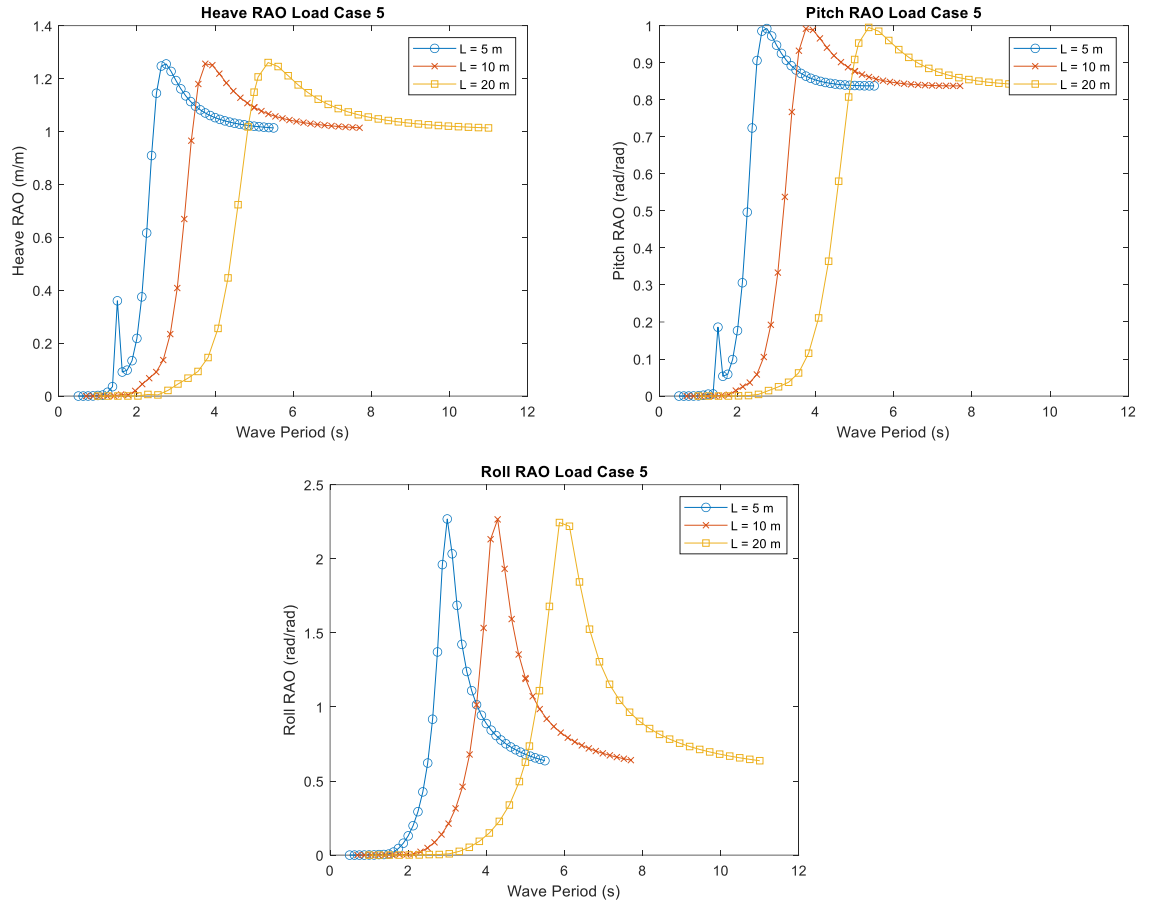 Heave RAO Load Case 5
1.4
1.2
1
0.8
0.6
0.4
0.2
0
Heave RAO (m/m)
L = 5 m
L = 10 m
L = 20 m
0 2 4 6 8 10 12
Wave Period (s)
Pitch RAO Load Case 5
1
0.9
0.8
0.7
0.6
0.5
0.4
0.3
0.2
0.1
0
Pitch RAO (rad/rad)
L = 5 m
L = 10 m
L = 20 m
0 2 4 6 8 10 12
Wave Period (s)
Roll RAO Load Case 5
2.5
2
1.5
1
0.5
0
Roll RAO (rad/rad)
L = 5 m
L = 10 m
L = 20 m
0 2 4 6 8 10 12
Wave Period (s)